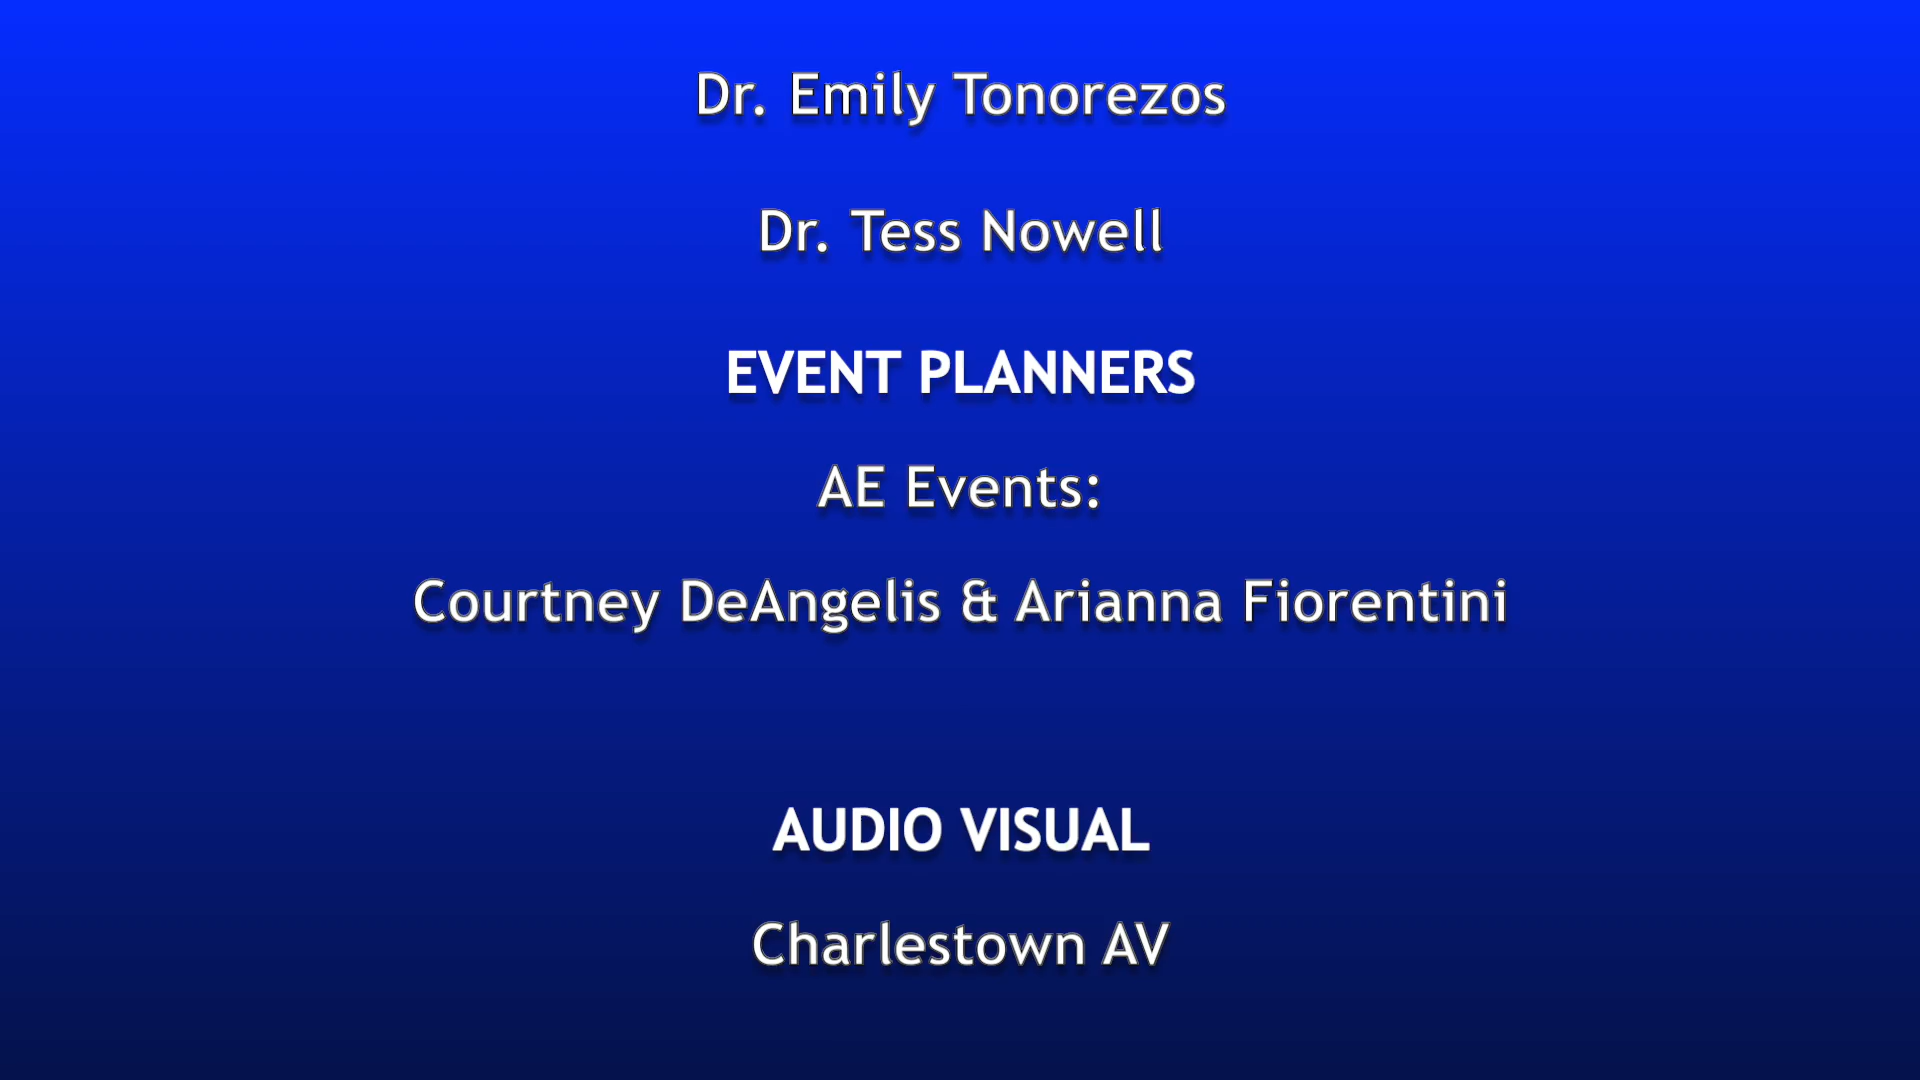 Dr. Emily Tonorezos
Dr. Tess Nowell
EVENT PLANNERS
AE Events:
Courtney DeAngelis & Arianna Fiorentini
AUDIO VISUAL
Charlestown AV